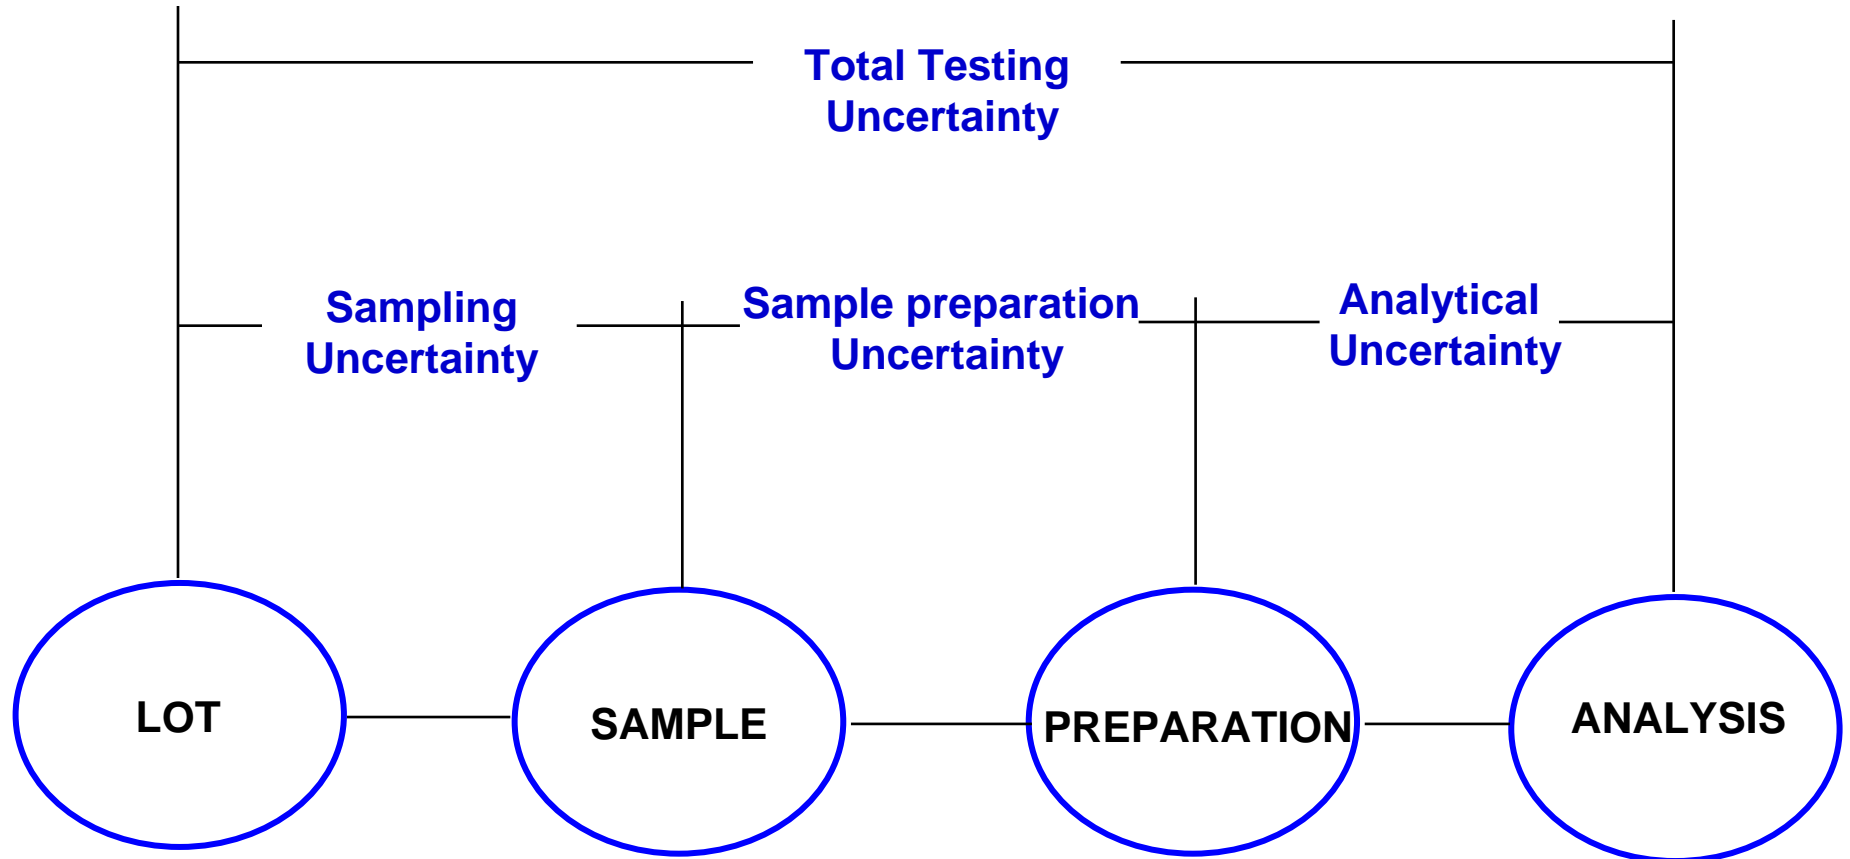 Total Testing
Uncertainty
Sampling
Uncertainty
Sample preparation
Uncertainty
Analytical
Uncertainty
LOT
SAMPLE
PREPARATION
ANALYSIS